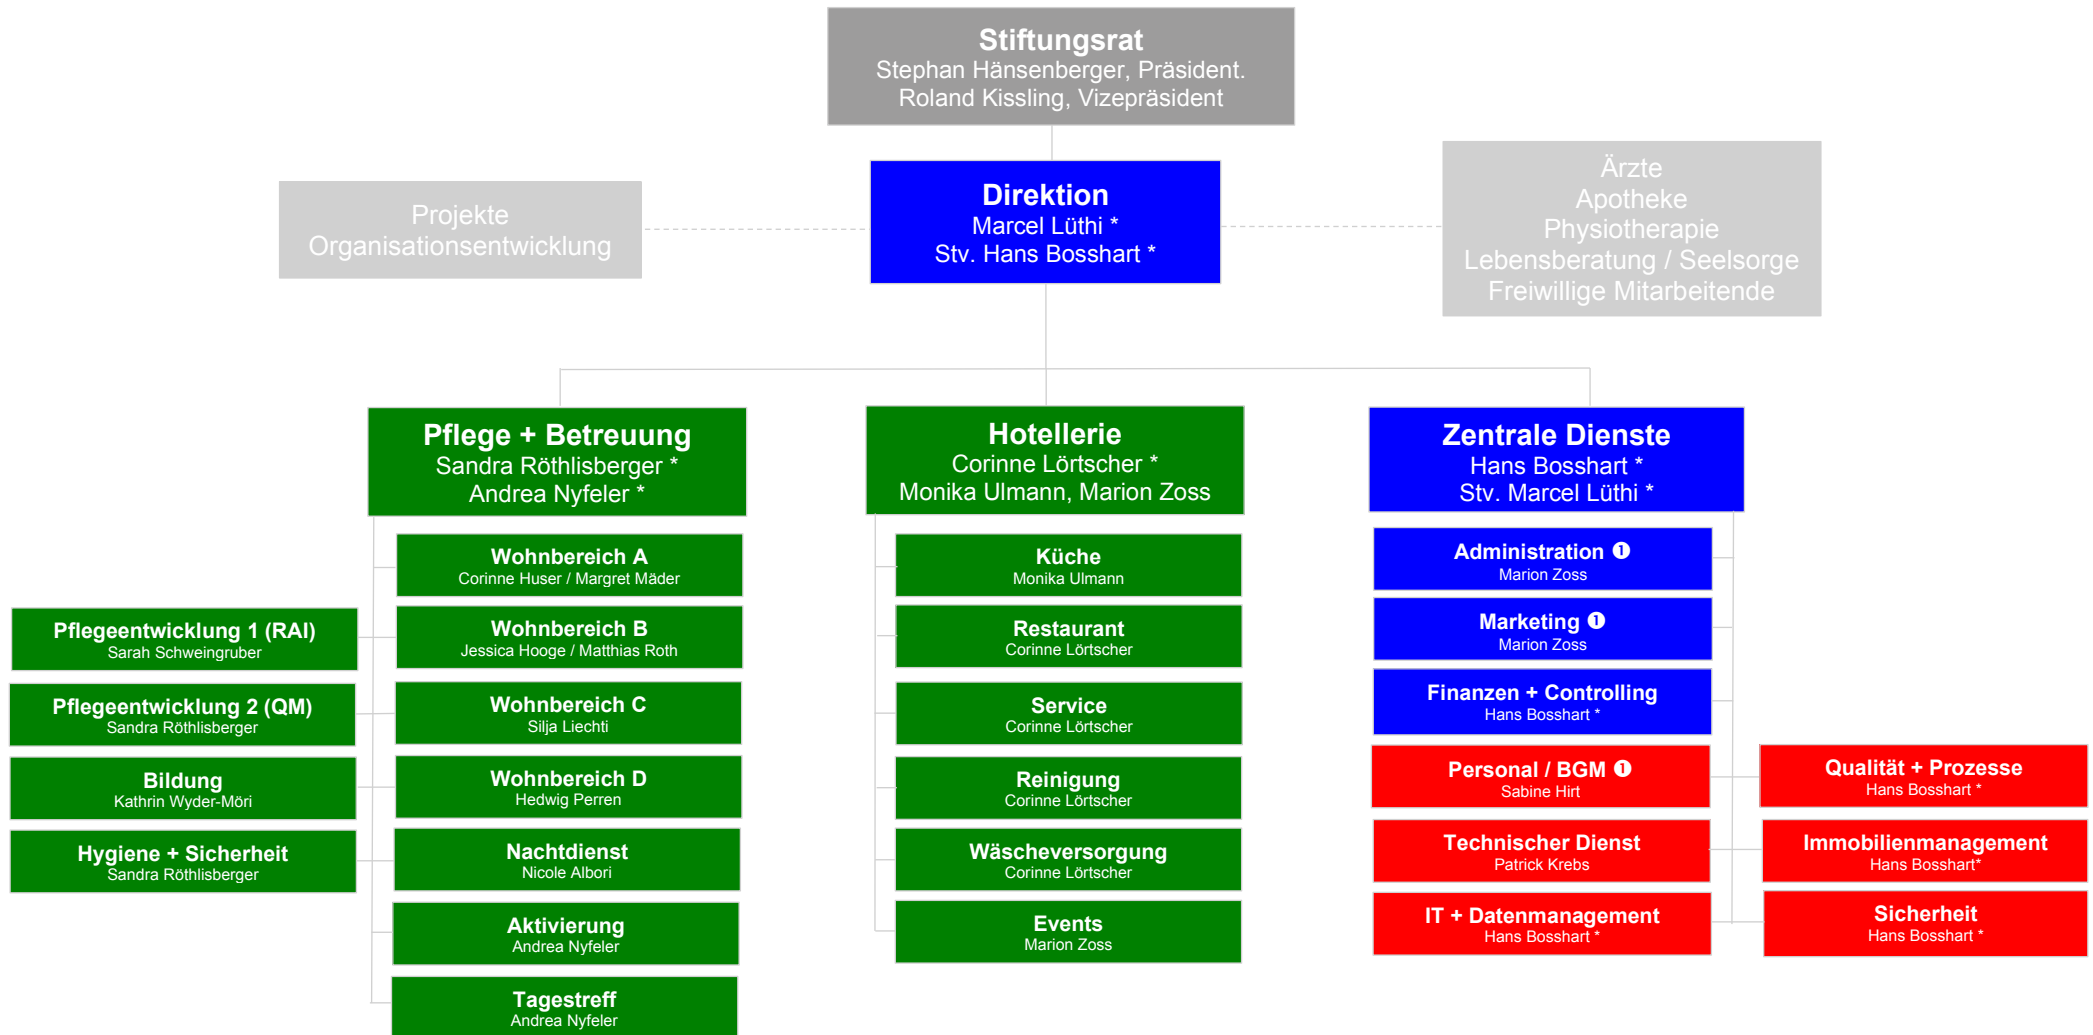 Stiftungsrat
Stephan Hänsenberger, Präsident.
Roland Kissling, Vizepräsident
Projekte
Organisationsentwicklung
Direktion
Marcel Lüthi *
Stv. Hans Bosshart *
Ärzte
Apotheke
Physiotherapie
Lebensberatung / Seelsorge
Freiwillige Mitarbeitende
Pflege + Betreuung
Sandra Röthlisberger *
Andrea Nyfeler *
Wohnbereich A
Corinne Huser / Margret Mäder
Wohnbereich B
Jessica Hooge / Matthias Roth
Wohnbereich C
Silja Liechti
Wohnbereich D
Hedwig Perren
Nachtdienst
Nicole Albori
Aktivierung
Andrea Nyfeler
Tagestreff
Andrea Nyfeler
Pflegeentwicklung 1 (RAI)
Sarah Schweingruber
Pflegeentwicklung 2 (QM)
Sandra Röthlisberger
Bildung
Kathrin Wyder-Möri
Hygiene + Sicherheit
Sandra Röthlisberger
Hotellerie
Corinne Lörtscher *
Monika Ulmann, Marion Zoss
Küche
Monika Ulmann
Restaurant
Corinne Lörtscher
Service
Corinne Lörtscher
Reinigung
Corinne Lörtscher
Wäscheversorgung
Corinne Lörtscher
Events
Marion Zoss
Zentrale Dienste
Hans Bosshart *
Stv. Marcel Lüthi *
Administration ❶
Marion Zoss
Marketing ❶
Marion Zoss
Finanzen + Controlling
Hans Bosshart *
Personal / BGM ❶
Sabine Hirt
Technischer Dienst
Patrick Krebs
IT + Datenmanagement
Hans Bosshart *
Qualität + Prozesse
Hans Bosshart *
Immobilienmanagement
Hans Bosshart*
Sicherheit
Hans Bosshart *